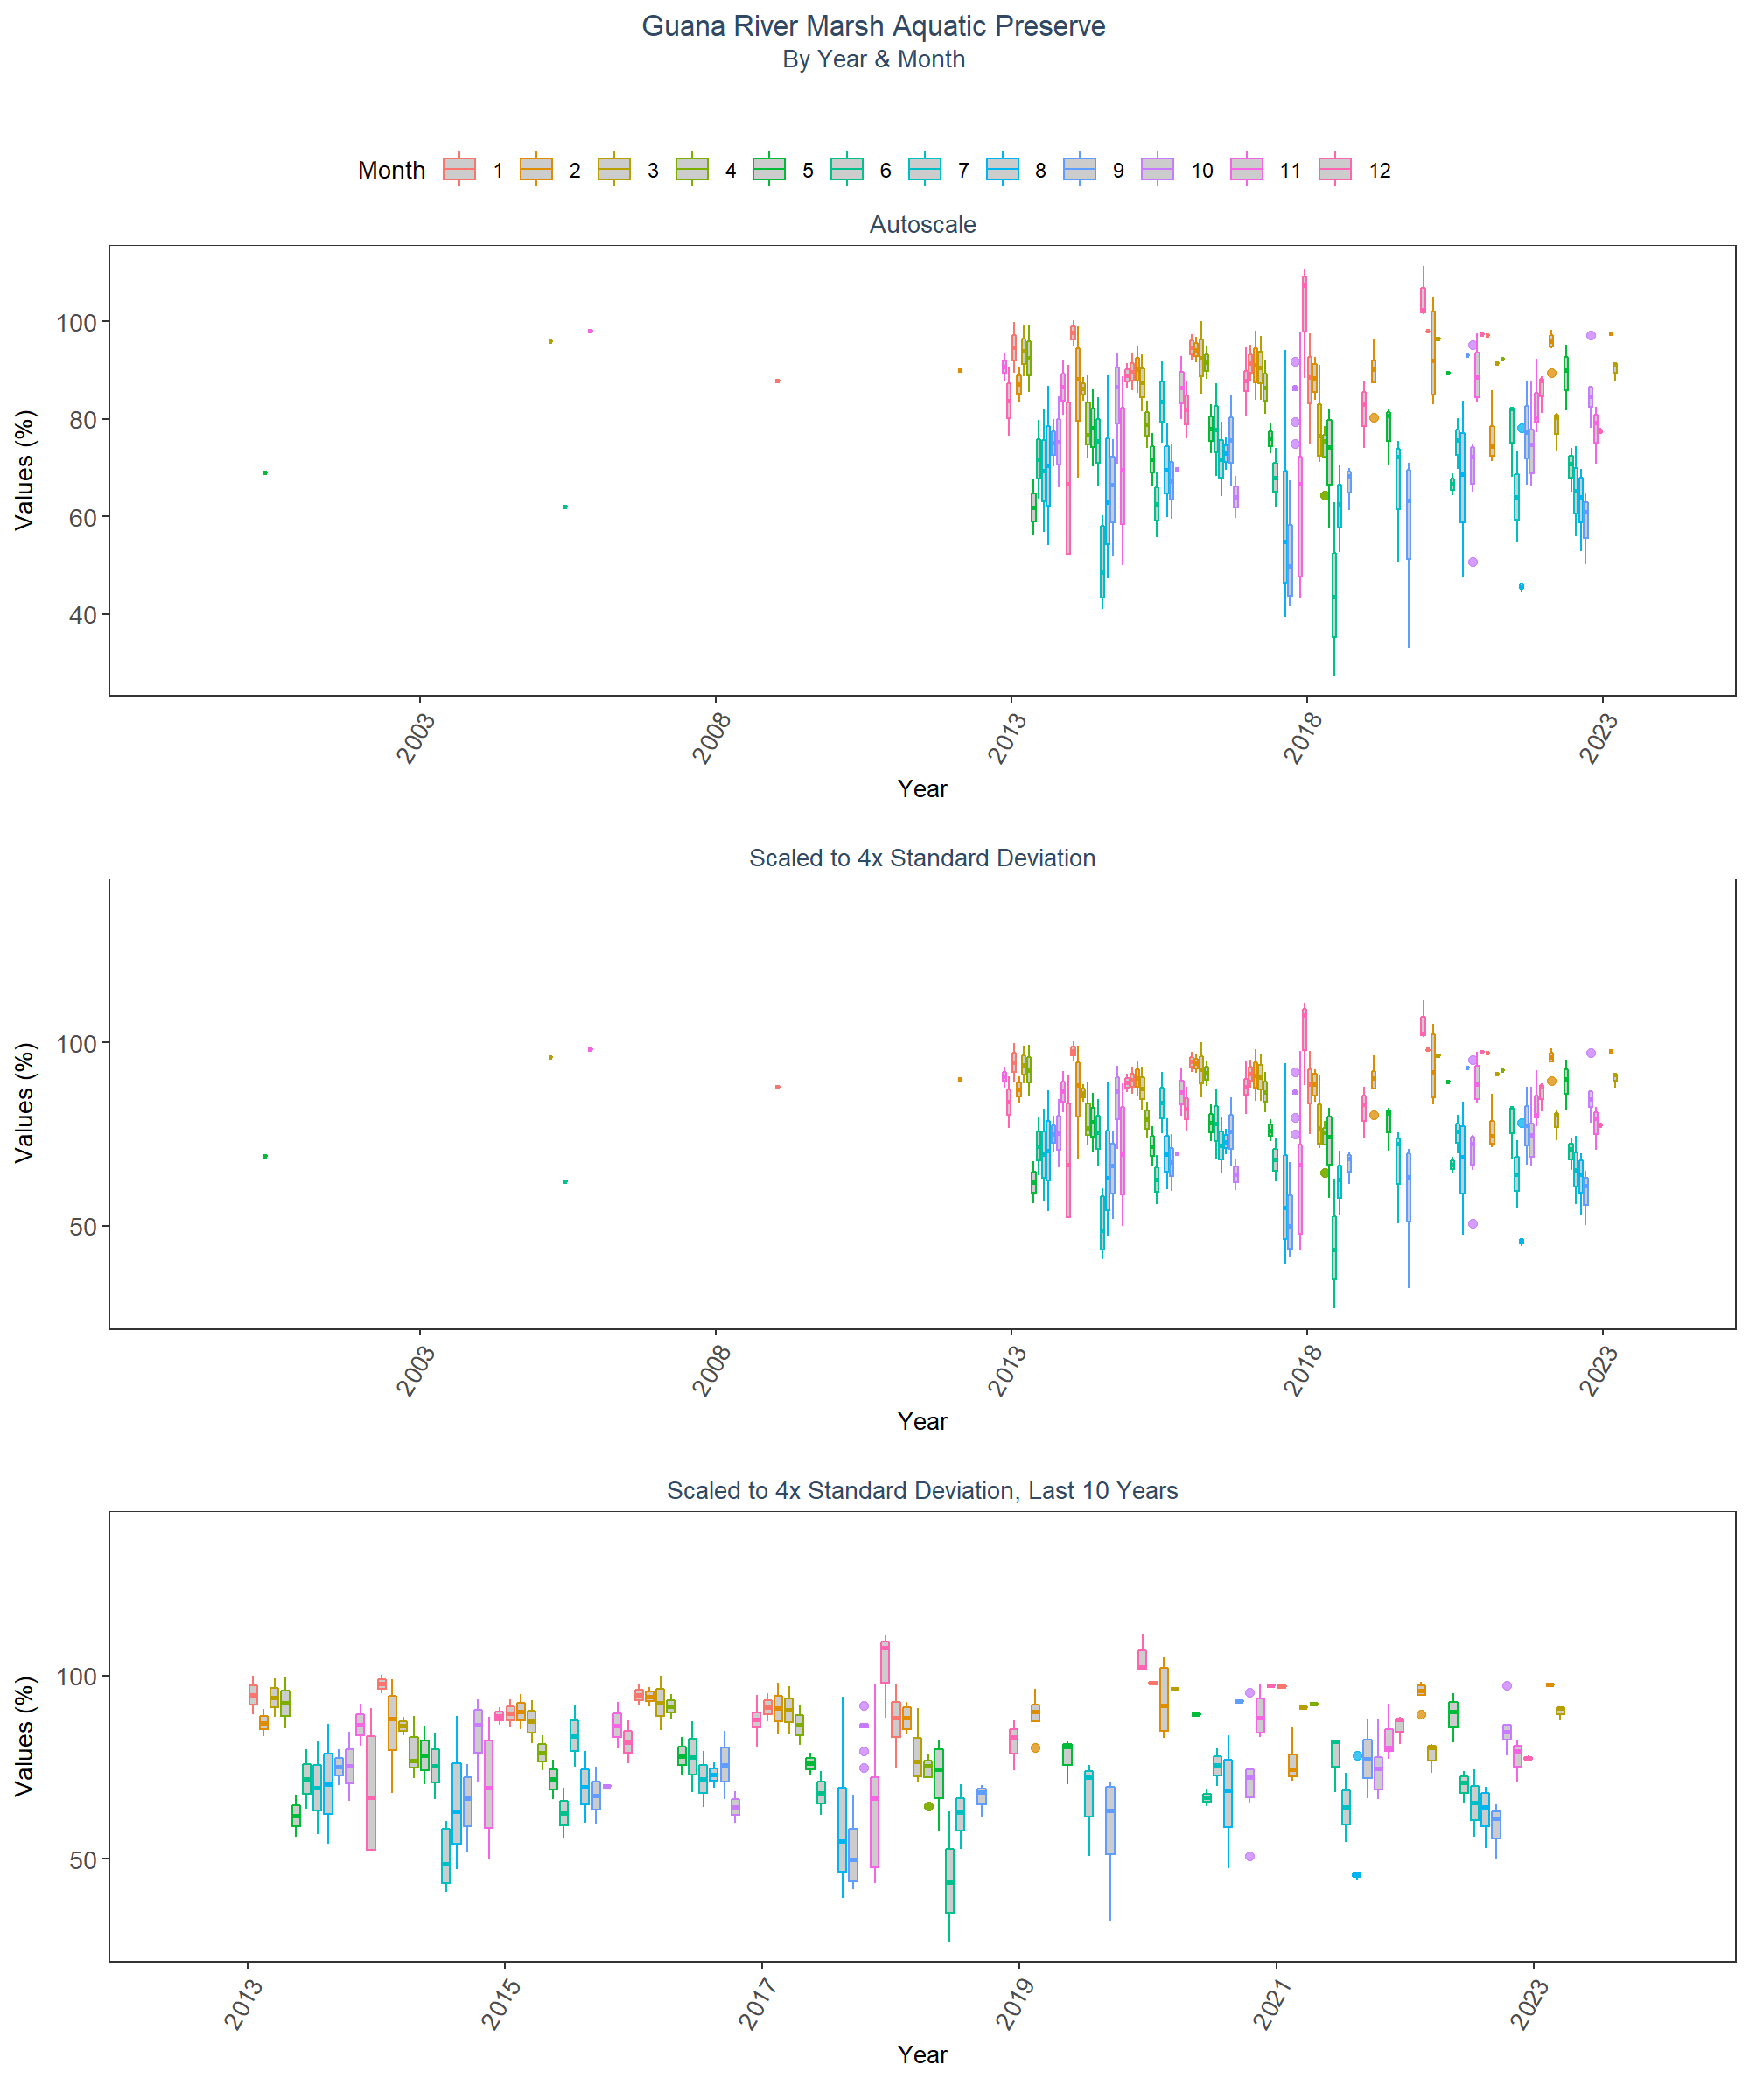 Guana River Marsh Aquatic Preserve
By Year & Month
Month 1 2 3 4 5 6 7 8 9 10 11 12
Autoscale
Values (%)
100
80
60
40
2003 2008 2013 2018 2023
Year
Scaled to 4x Standard Deviation
Values (%)
100
50
2003 2008 2013 2018 2023
Year
Scaled to 4x Standard Deviation, Last 10 Years
Values (%)
100
50
2013 2015 2017 2019 2021 2023
Year